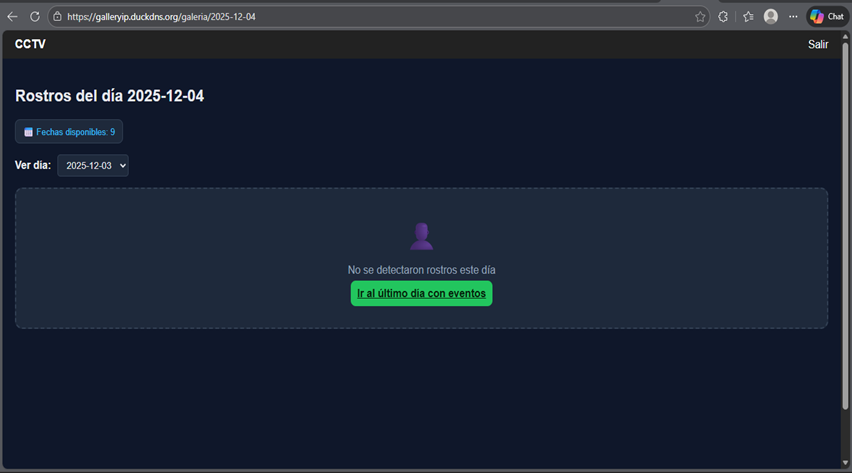 https://galleryip.duckdns.org/galeria/2025-12-04
Chat
CCTV
Salir
Rostros del día 2025-12-04
Fechas disponibles: 9
Ver día: 2025-12-03
No se detectaron rostros este día
Ir al último día con eventos